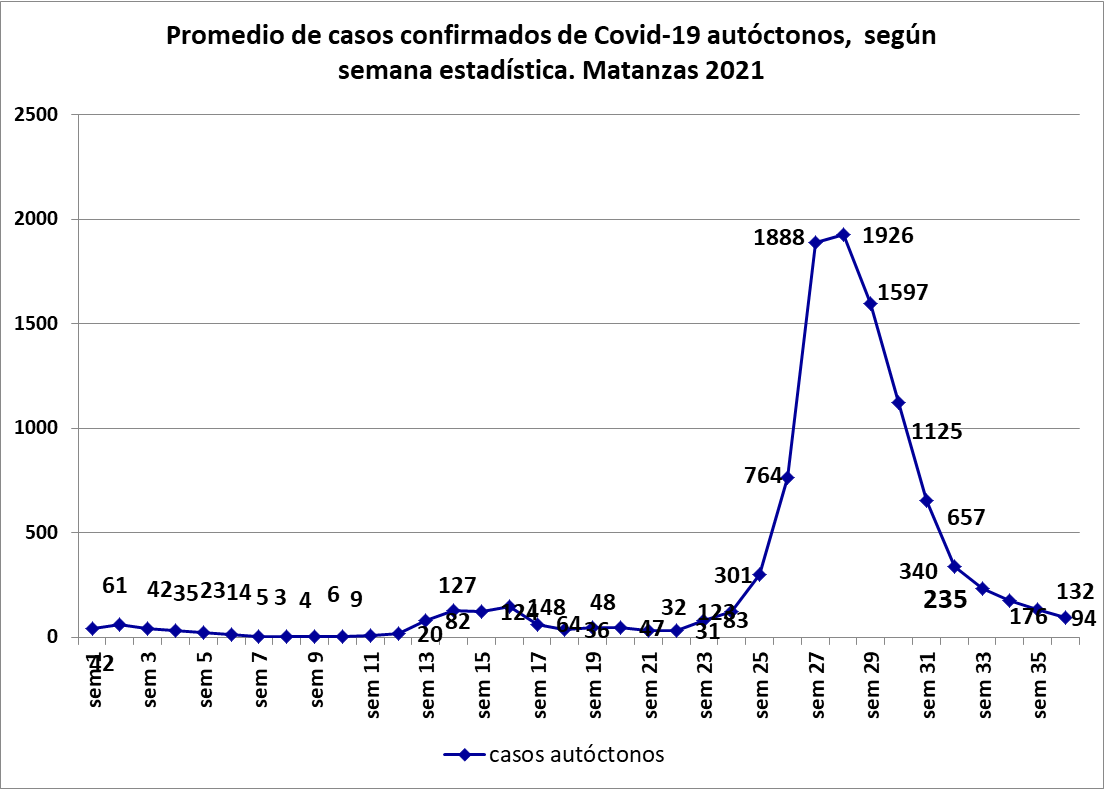 Promedio de casos confirmados de Covid-19 autóctonos, según
semana estadística. Matanzas 2021
2500
2000
1500
1000
500
0
42
61
42
35
23
14
5
3
4
6
9
20
82
127
124
148
64
36
48
47
32
31
83
123
301
764
1888
1926
1597
1125
657
340
235
176
132
94
sem 1
sem 3
sem 5
sem 7
sem 9
sem 11
sem 13
sem 15
sem 17
sem 19
sem 21
sem 23
sem 25
sem 27
sem 29
sem 31
sem 33
sem 35
casos autóctonos